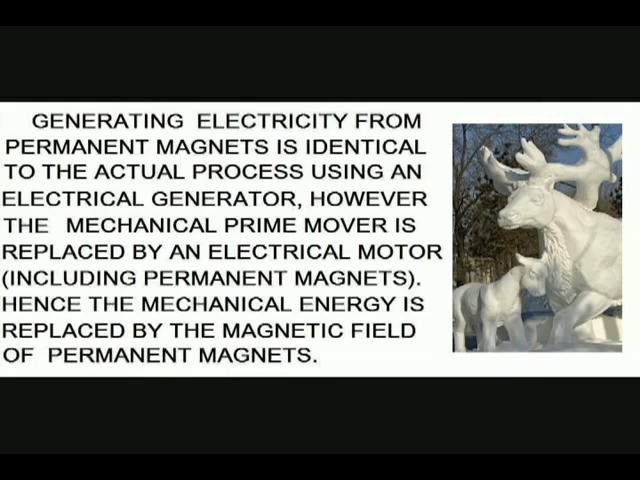 GENERATING ELECTRICITY FROM
PERMANENT MAGNETS IS IDENTICAL
TO THE ACTUAL PROCESS USING AN
ELECTRICAL GENERATOR, HOWEVER
THE MECHANICAL PRIME MOVER IS
REPLACED BY AN ELECTRICAL MOTOR
(INCLUDING PERMANENT MAGNETS).
HENCE THE MECHANICAL ENERGY IS
REPLACED BY THE MAGNETIC FIELD
OF PERMANENT MAGNETS.